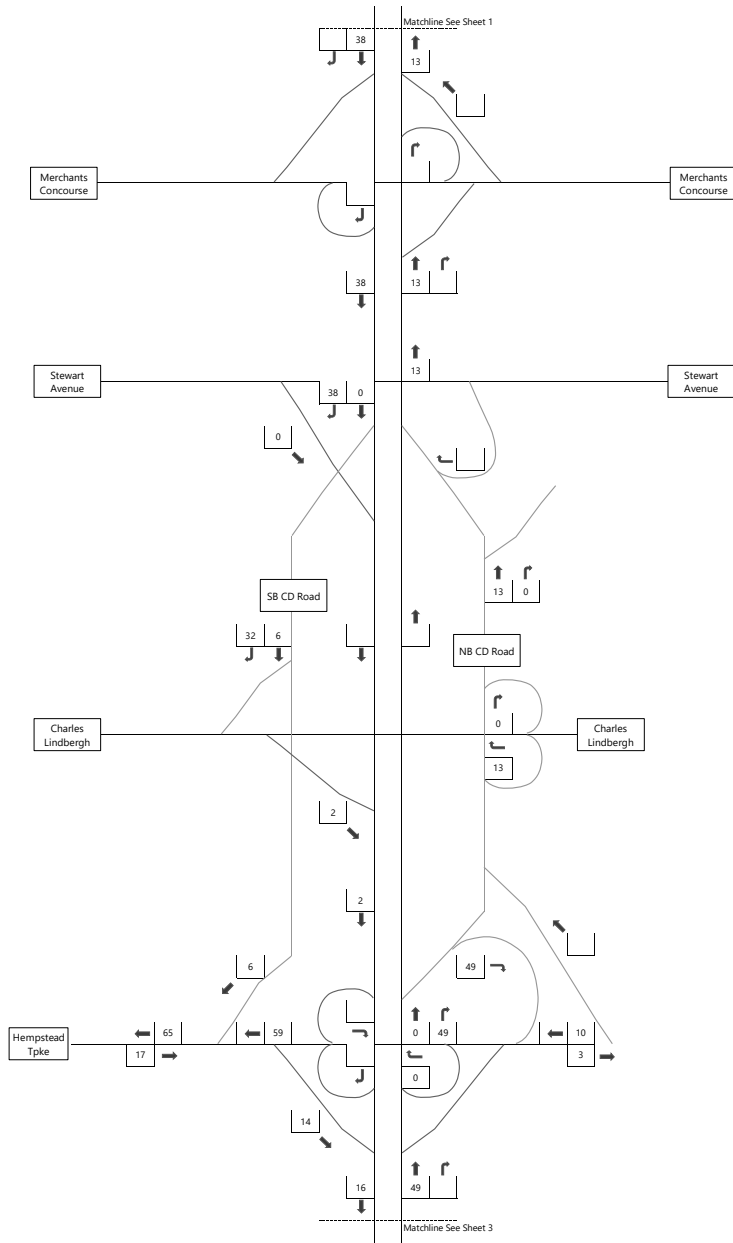 Matchline See Sheet 1
38
13
Merchants
Concourse
Merchants
Concourse
38
13
13
Stewart
Avenue
Stewart
Avenue
38 0
0
13 0
SB CD Road
32 6
NB CD Road
0
Charles
Lindbergh
Charles
Lindbergh
13
2
2
6
49
Hempstead
Tpke
65
59
0 49
10
17
3
0
14
16
49
Matchline See Sheet 3